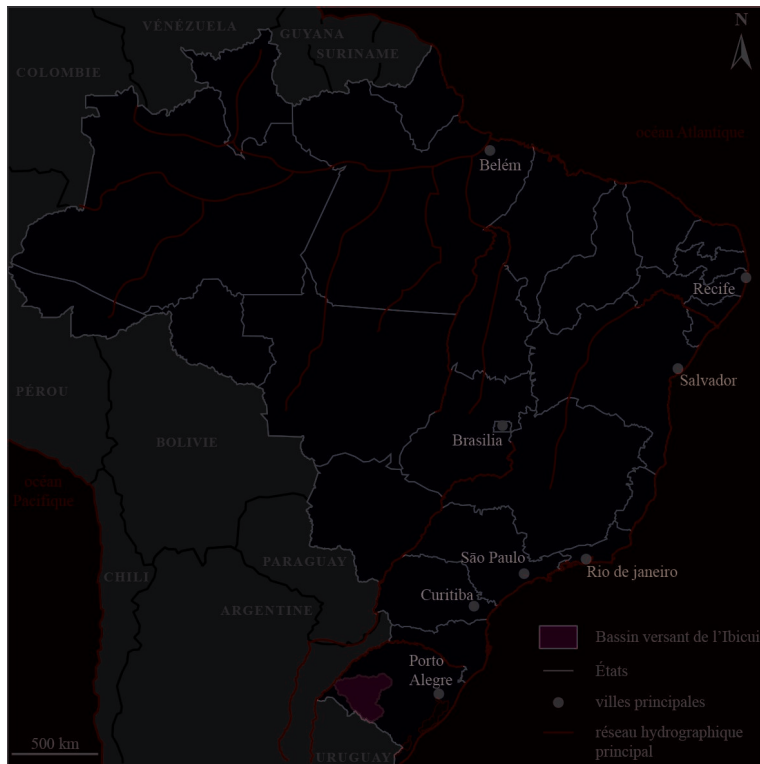 N
VÉNÉZUELA
GUYANA
SURINAME
COLOMBIE
océan Atlantique
Belém
Recife
Salvador
PÉROU
BOLIVIE
Brasilia
océan
Pacifique
PARAGUAY
CHILI
ARGENTINE
São Paulo
Rio de janeiro
Curitiba
Porto
Alegre
URUGUAY
500 km
Bassin versant de l'Ibicui
États
villes principales
réseau hydrographique
principal